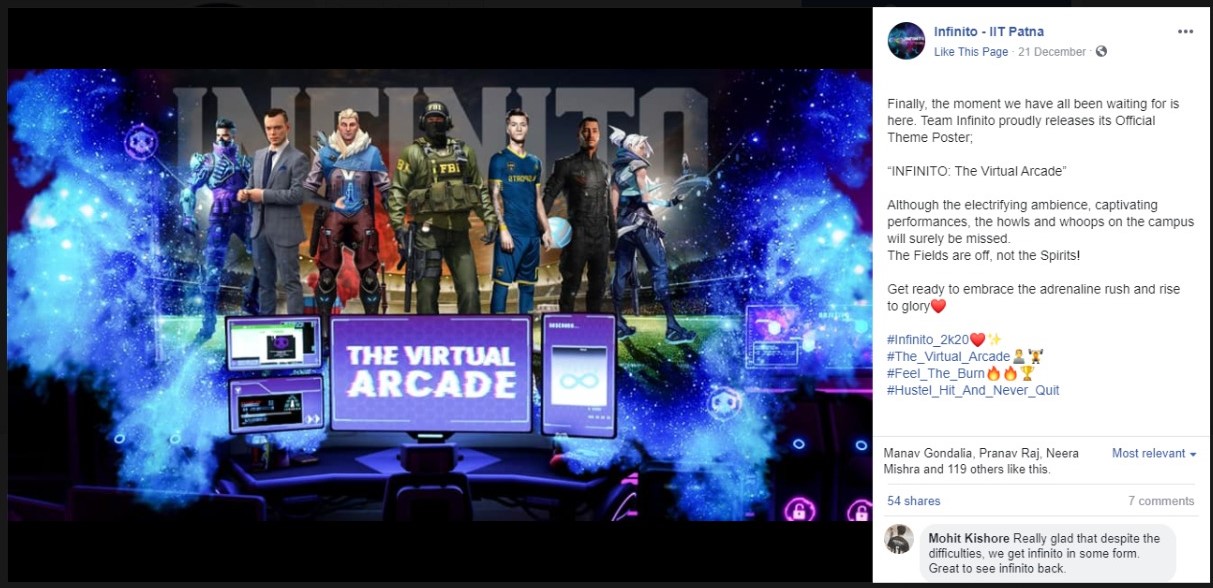 INFINITO
FBI
FBI
THE VIRTUAL
ARCADE
Infinito - IIT Patna
Like This Page · 21 December ·
Finally, the moment we have all been waiting for is
here. Team Infinito proudly releases its Official
Theme Poster;
“INFINITO: The Virtual Arcade”
Although the electrifying ambience, captivating
performances, the howls and whoops on the campus
will surely be missed.
The Fields are off, not the Spirits!
Get ready to embrace the adrenaline rush and rise
to glory❤️
#Infinito_2k20❤️✨
#The_Virtual_Arcade🤼‍♂️🏋️
#Feel_The_Burn🔥🔥🏆
#Hustel_Hit_And_Never_Quit
Manav Gondalia, Pranav Raj, Neera
Mishra and 119 others like this.
Most relevant
54 shares
7 comments
Mohit Kishore Really glad that despite the
difficulties, we get infinito in some form.
Great to see infinito back.